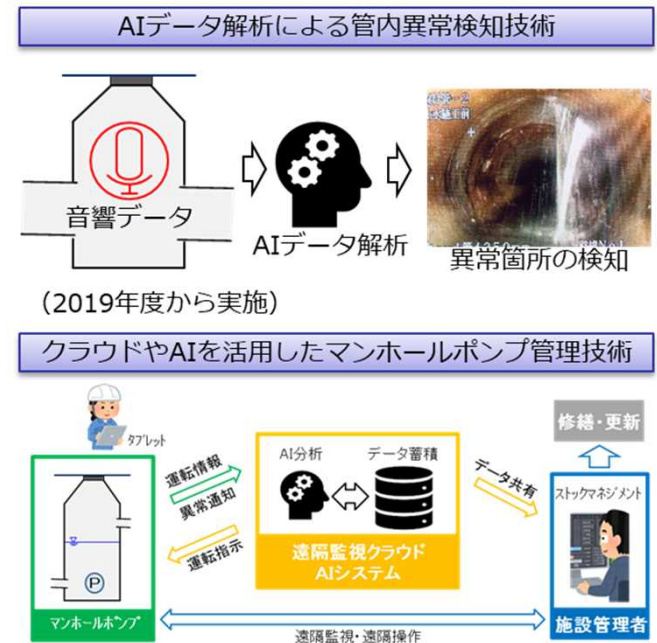 AIデータ解析による管内異常検知技術
音響データ
AIデータ解析
異常箇所の検知
（2019年度から実施）
クラウドやAIを活用したマンホールポンプ管理技術
タブレット
運転情報
異常通知
運転指示
AI分析
データ蓄積
遠隔監視クラウド
AIシステム
データ共有
修繕・更新
ストックマネジメント
P
マンホールポンプ
施設管理者
遠隔監視・遠隔操作